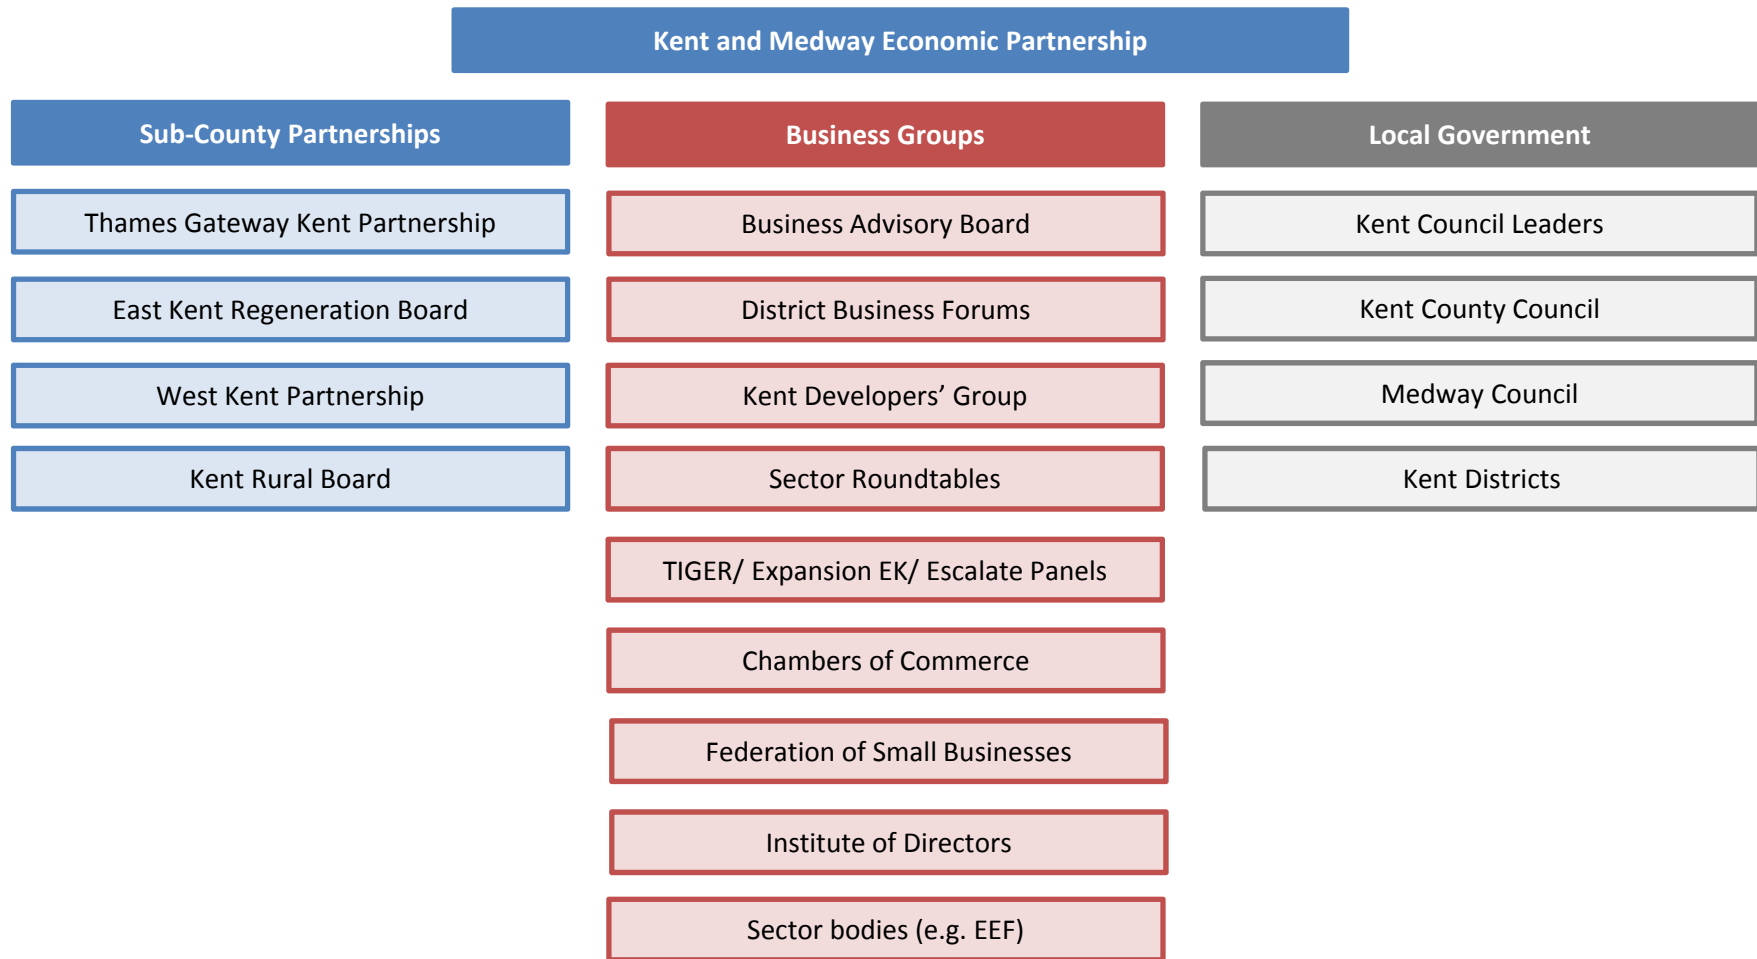 Kent and Medway Economic Partnership
Sub-County Partnerships
Thames Gateway Kent Partnership
East Kent Regeneration Board
West Kent Partnership
Kent Rural Board
Business Groups
Business Advisory Board
District Business Forums
Kent Developers’ Group
Sector Roundtables
TIGER/ Expansion EK/ Escalate Panels
Chambers of Commerce
Federation of Small Businesses
Institute of Directors
Sector bodies (e.g. EEF)
Local Government
Kent Council Leaders
Kent County Council
Medway Council
Kent Districts